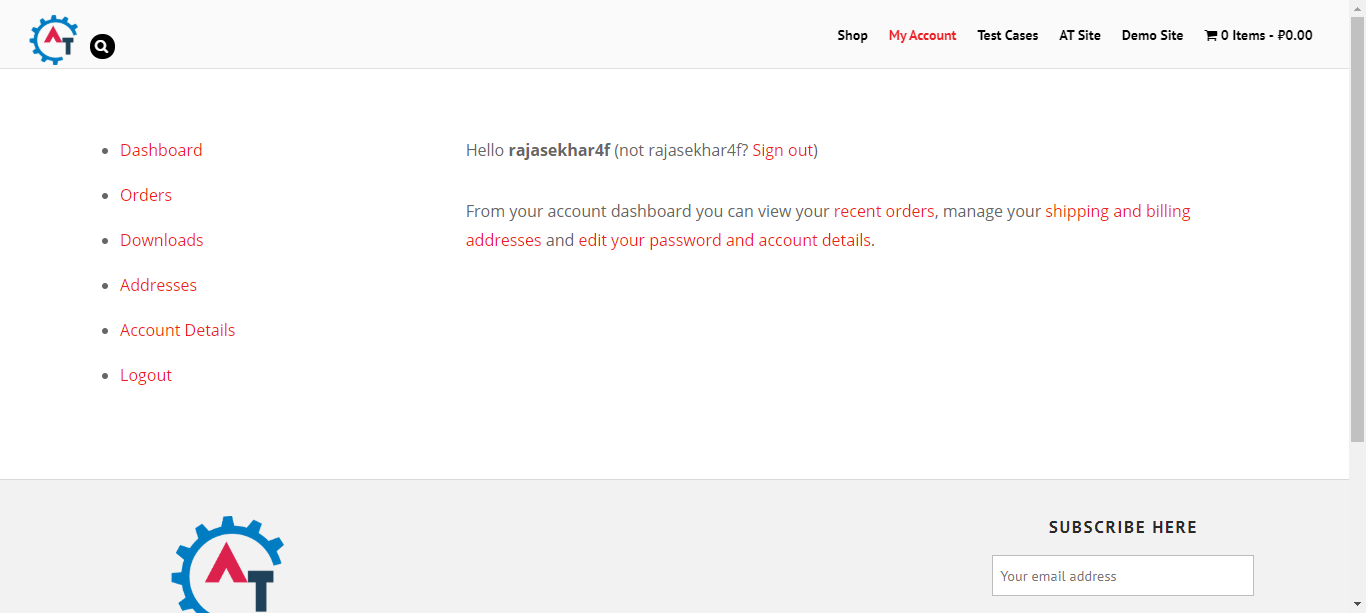 AT
Shop My Account Test Cases AT Site Demo Site 0 Items - ₽0.00
Dashboard
Orders
Downloads
Addresses
Account Details
Logout
Hello rajasekhar4f (not rajasekhar4f? Sign out)
From your account dashboard you can view your recent orders, manage your shipping and billing
addresses and edit your password and account details.
AT
SUBSCRIBE HERE
Your email address